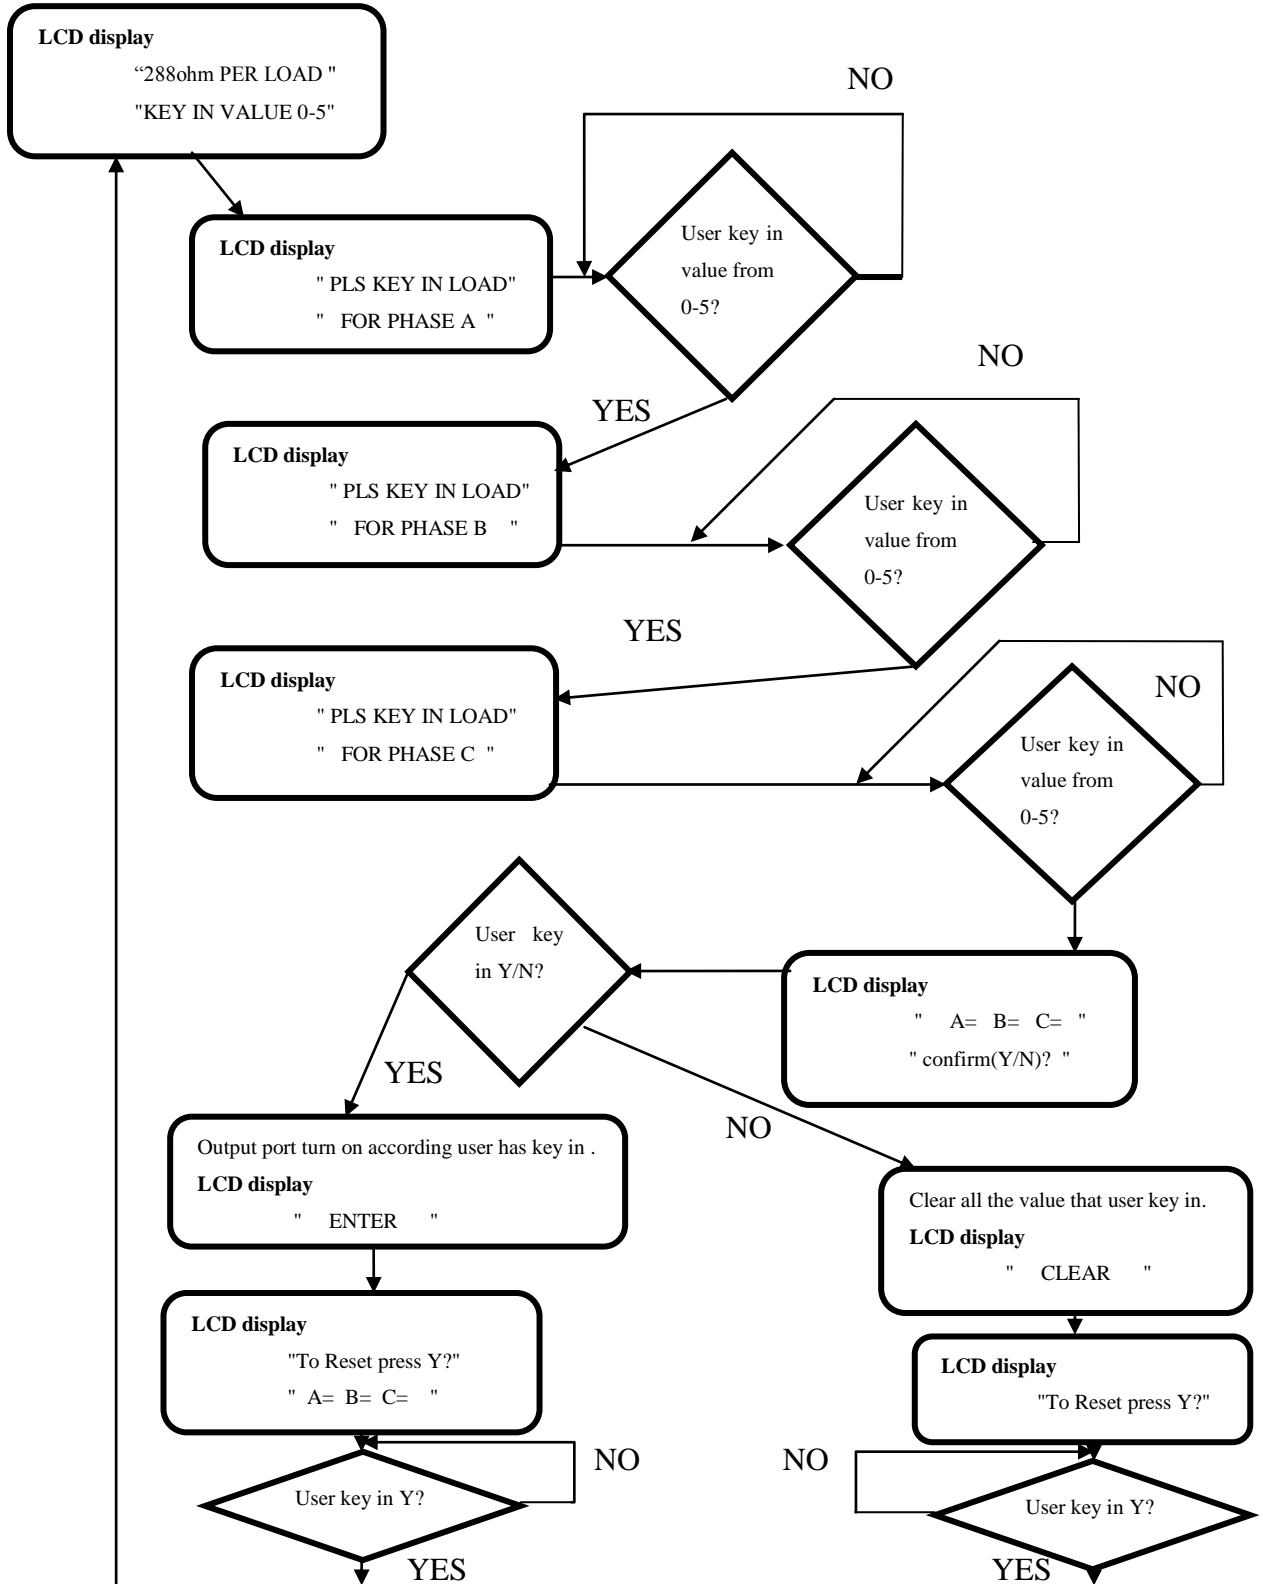 LCD display
“288ohm PER LOAD "
"KEY IN VALUE 0-5"
NO
LCD display
" PLS KEY IN LOAD"
" FOR PHASE A "
User key in
value from
0-5?
YES
NO
LCD display
" PLS KEY IN LOAD"
" FOR PHASE B "
User key in
value from
0-5?
YES
LCD display
" PLS KEY IN LOAD"
" FOR PHASE C "
NO
User key in
value from
0-5?
User key
in Y/N?
LCD display
" A= B= C= "
" confirm(Y/N)? "
YES
NO
Output port turn on according user has key in .
LCD display
" ENTER "
Clear all the value that user key in.
LCD display
" CLEAR "
LCD display
"To Reset press Y?"
" A= B= C= "
LCD display
"To Reset press Y?"
NO
User key in Y?
YES
NO
User key in Y?
YES